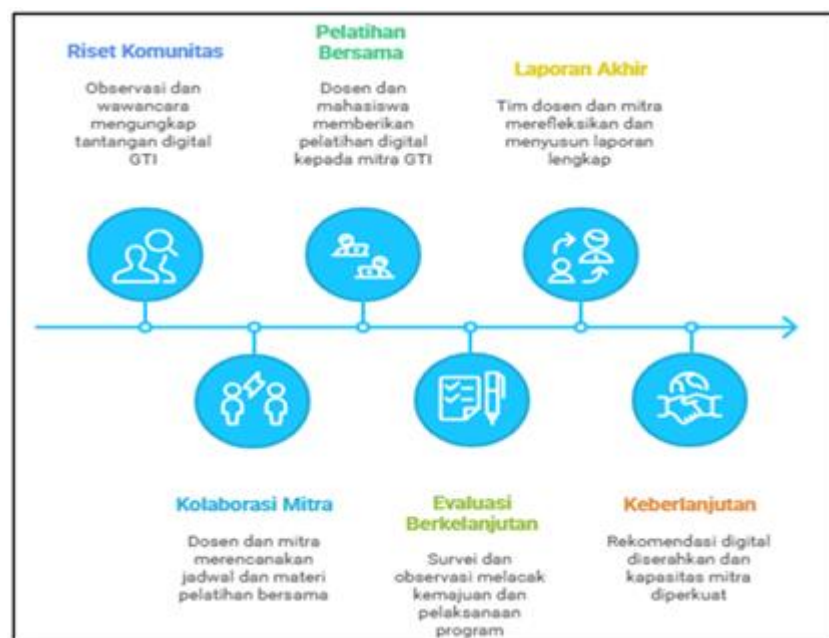 Riset Komunitas
Observasi dan
wawancara
mengungkap
tantangan digital
GTI
Pelatihan
Bersama
Dosen dan
mahasiswa
memberikan
pelatihan digital
kepada mitra GTI
Laporan Akhir
Tim dosen dan mitra
merefleksikan dan
menyusun laporan
lengkap
Kolaborasi Mitra
Dosen dan mitra
merencanakan
jadwal dan materi
pelatihan bersama
Evaluasi
Berkelanjutan
Survei dan
observasi melacak
kemajuan dan
pelaksanaan
program
Keberlanjutan
Rekomendasi digital
diserahkan dan
kapasitas mitra
diperkuat